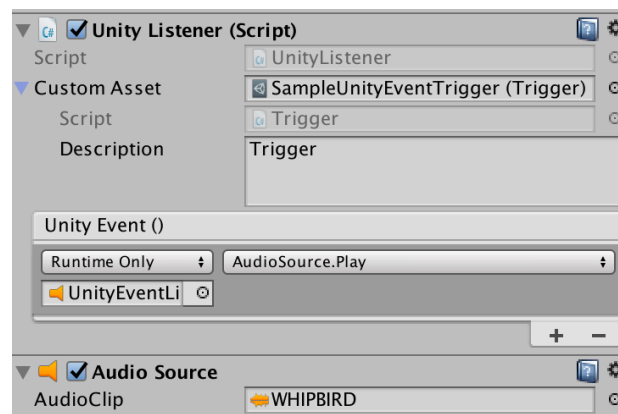 Unity Listener (Script)
Script UnityListener
Custom Asset SampleUnityEventTrigger (Trigger)
Script Trigger
Description Trigger
Unity Event ()
Runtime Only AudioSource.Play
UnityEventLi
+ −
Audio Source
AudioClip WHIPBIRD